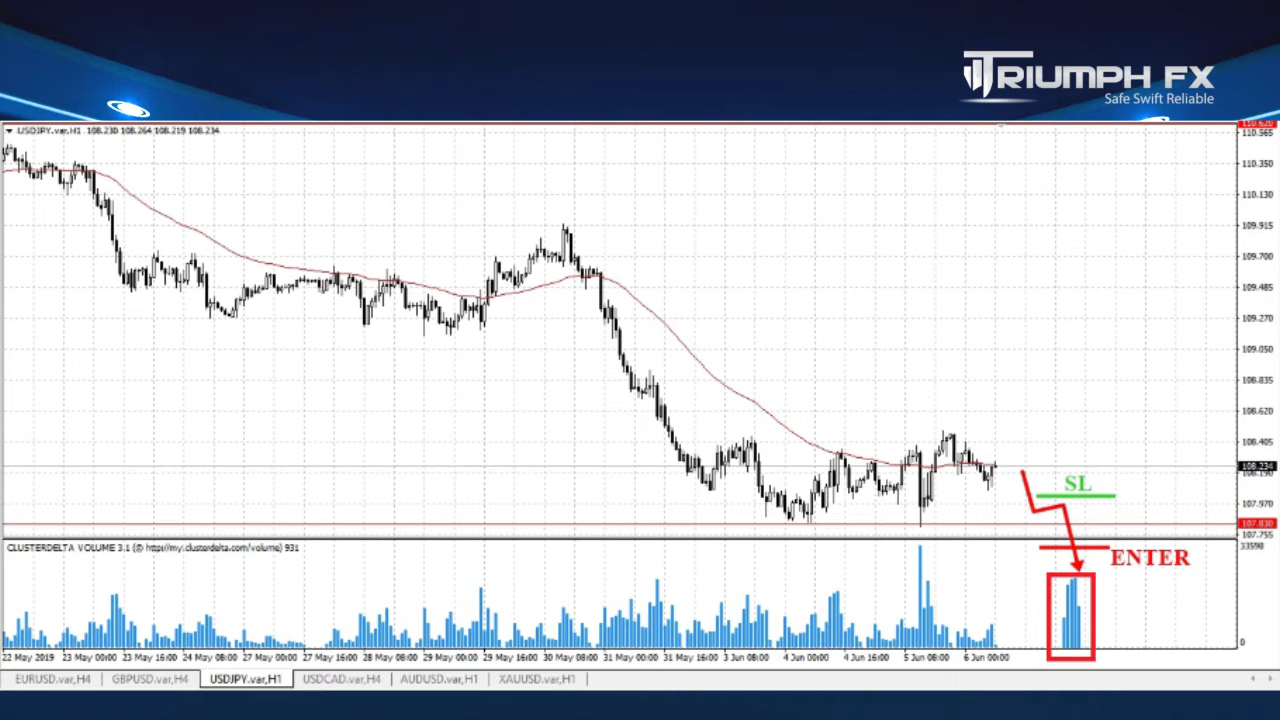 TRIUMPH FX
Safe Swift Reliable
USDJPY.var,H1 108.230 108.264 108.219 108.234
110.620
110.565
110.350
110.130
109.915
109.700
109.485
109.270
109.050
108.835
108.620
108.405
108.234
108.190
107.970
107.830
107.755
SL
ENTER
CLUSTERDELTA VOLUME 3.1 (© http://my.clusterdelta.com/volume) 931
33598
0
22 May 2019 23 May 00:00 23 May 16:00 24 May 08:00 27 May 00:00 27 May 16:00 28 May 08:00 29 May 00:00 29 May 16:00 30 May 08:00 31 May 00:00 31 May 16:00 3 Jun 08:00 4 Jun 00:00 4 Jun 16:00 5 Jun 08:00 6 Jun 00:00
EURUSD.var,H4 GBPUSD.var,H4 USDJPY.var,H1 USDCAD.var,H4 AUDUSD.var,H1 XAUUSD.var,H1